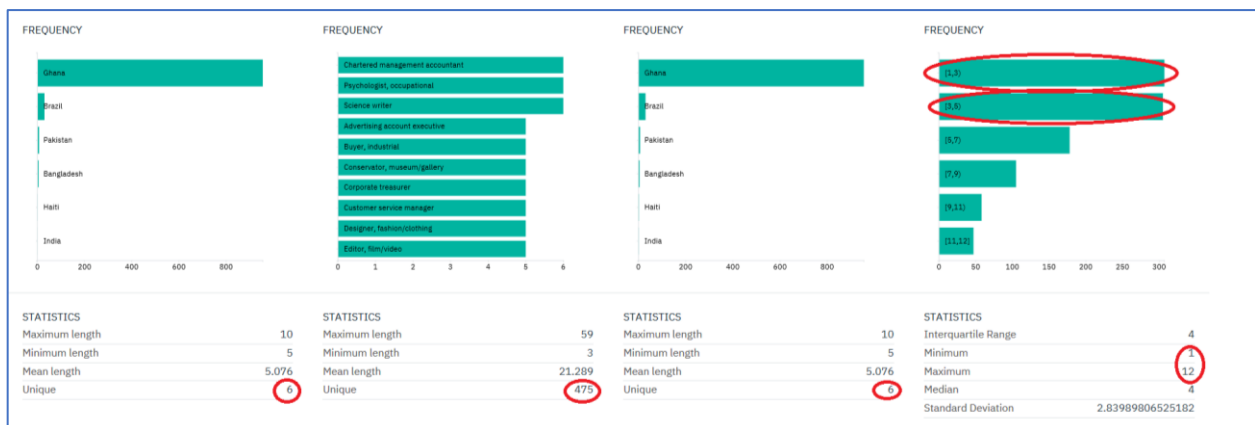 FREQUENCY
Ghana
Brazil
Pakistan
Bangladesh
Haiti
India
0 200 400 600 800
STATISTICS
Maximum length 10
Minimum length 5
Mean length 5.076
Unique 6
FREQUENCY
Chartered management accountant
Psychologist, occupational
Science writer
Advertising account executive
Buyer, industrial
Conservator, museum/gallery
Corporate treasurer
Customer service manager
Designer, fashion/clothing
Editor, film/video
0 1 2 3 4 5 6
STATISTICS
Maximum length 59
Minimum length 3
Mean length 21.289
Unique 475
FREQUENCY
Ghana
Brazil
Pakistan
Bangladesh
Haiti
India
0 200 400 600 800
STATISTICS
Maximum length 10
Minimum length 5
Mean length 5.076
Unique 6
FREQUENCY
[1,3)
[3,5)
[5,7)
[7,9)
[9,11)
[11,12]
0 50 100 150 200 250 300
STATISTICS
Interquartile Range 4
Minimum 1
Maximum 12
Median 4
Standard Deviation 2.83989806525182